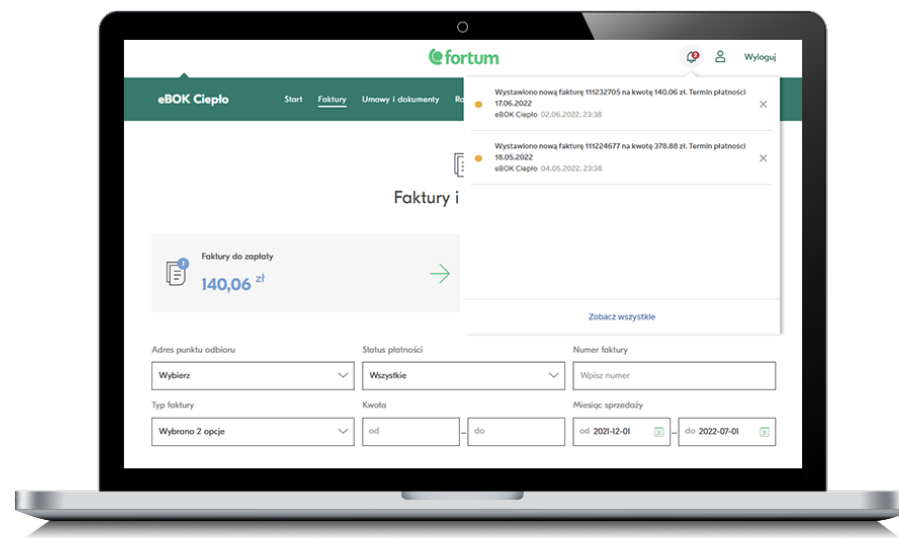 fortum
2
Wyloguj
eBOK Ciepło
Start
Faktury
Umowy i dokumenty
Wystawiono nową fakturę 111232705 na kwotę 140.06 zł. Termin płatności
17.06.2022
eBOK Ciepło 02.06.2022, 23:38
Wystawiono nową fakturę 111224677 na kwotę 378.88 zł. Termin płatności
18.05.2022
eBOK Ciepło 04.05.2022, 23:38
Zobacz wszystkie
Faktury i
1
Faktury do zapłaty
140,06 zł
Adres punktu odbioru
Wybierz
Status płatności
Wszystkie
Numer faktury
Wpisz numer
Typ faktury
Wybrano 2 opcje
Kwota
od
– do
Miesiąc sprzedaży
od 2021-12-01
– do 2022-07-01